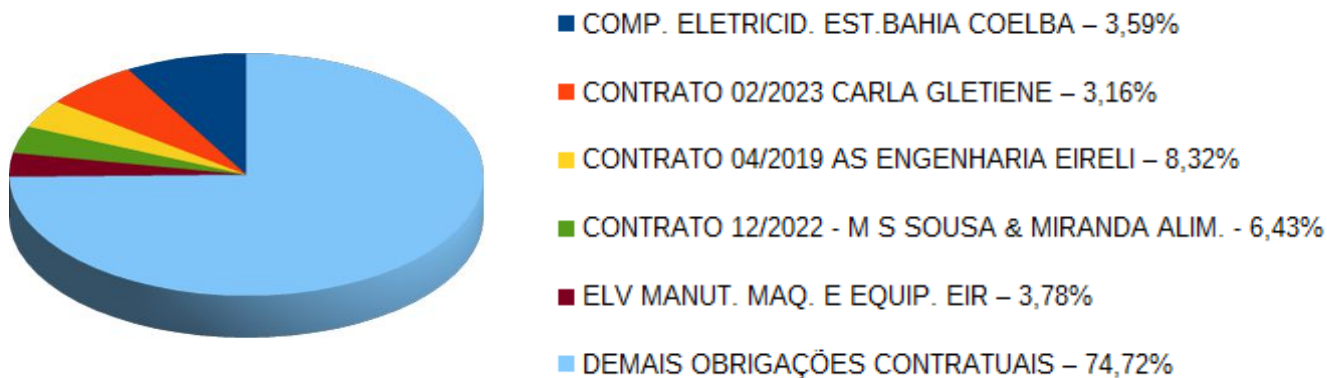 COMP. ELETRICID. EST.BAHIA COELBA – 3,59%
CONTRATO 02/2023 CARLA GLETIENE – 3,16%
CONTRATO 04/2019 AS ENGENHARIA EIRELI – 8,32%
CONTRATO 12/2022 - M S SOUSA & MIRANDA ALIM. - 6,43%
ELV MANUT. MAQ. E EQUIP. EIR – 3,78%
DEMAIS OBRIGAÇÕES CONTRATUAIS – 74,72%